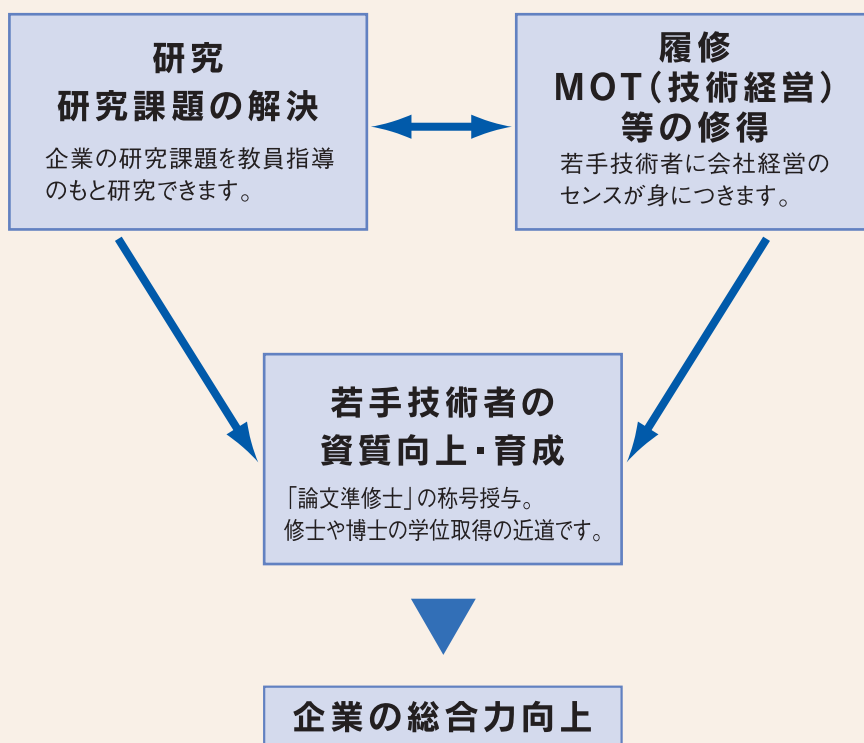 研究
研究課題の解決
企業の研究課題を教員指導
のもと研究できます。
履修
MOT(技術経営)
等の修得
若手技術者に会社経営の
センスが身につきます。
若手技術者の
資質向上・育成
「論文準修士」の称号授与。
修士や博士の学位取得の近道です。
企業の総合力向上